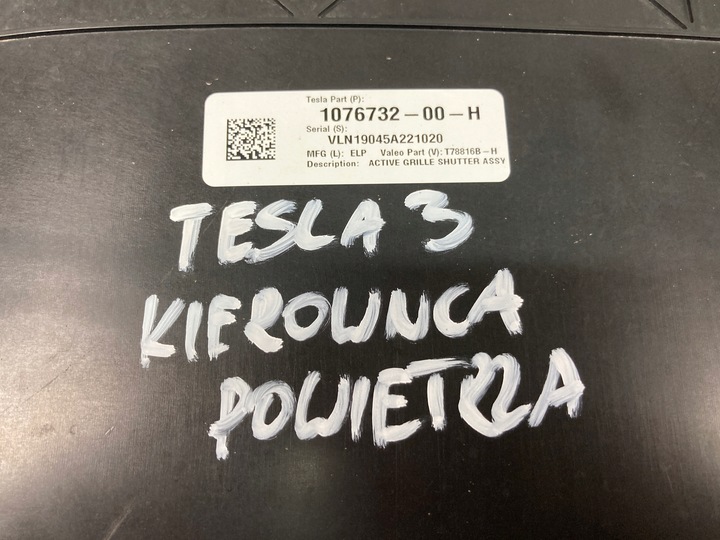 Tesla Part (P):
1076732-00-H
Serial (S):
VLN19045A221020
MFG (L): ELP Valeo Part (V): T78816B-H
Description: ACTIVE GRILLE SHUTTER ASSY
TESLA 3
KIEROWNCA
POWIETRZA